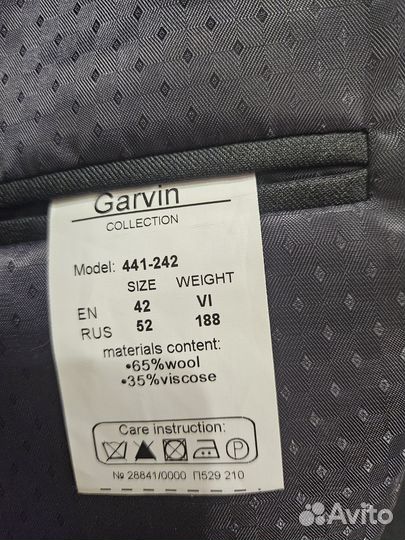 Garvin
COLLECTION
Model: 441-242
SIZE WEIGHT
EN 42 VI
RUS 52 188
materials content:
•65%wool
•35%viscose
Care instruction:
P
№ 28841/0000 П529 210
Avito